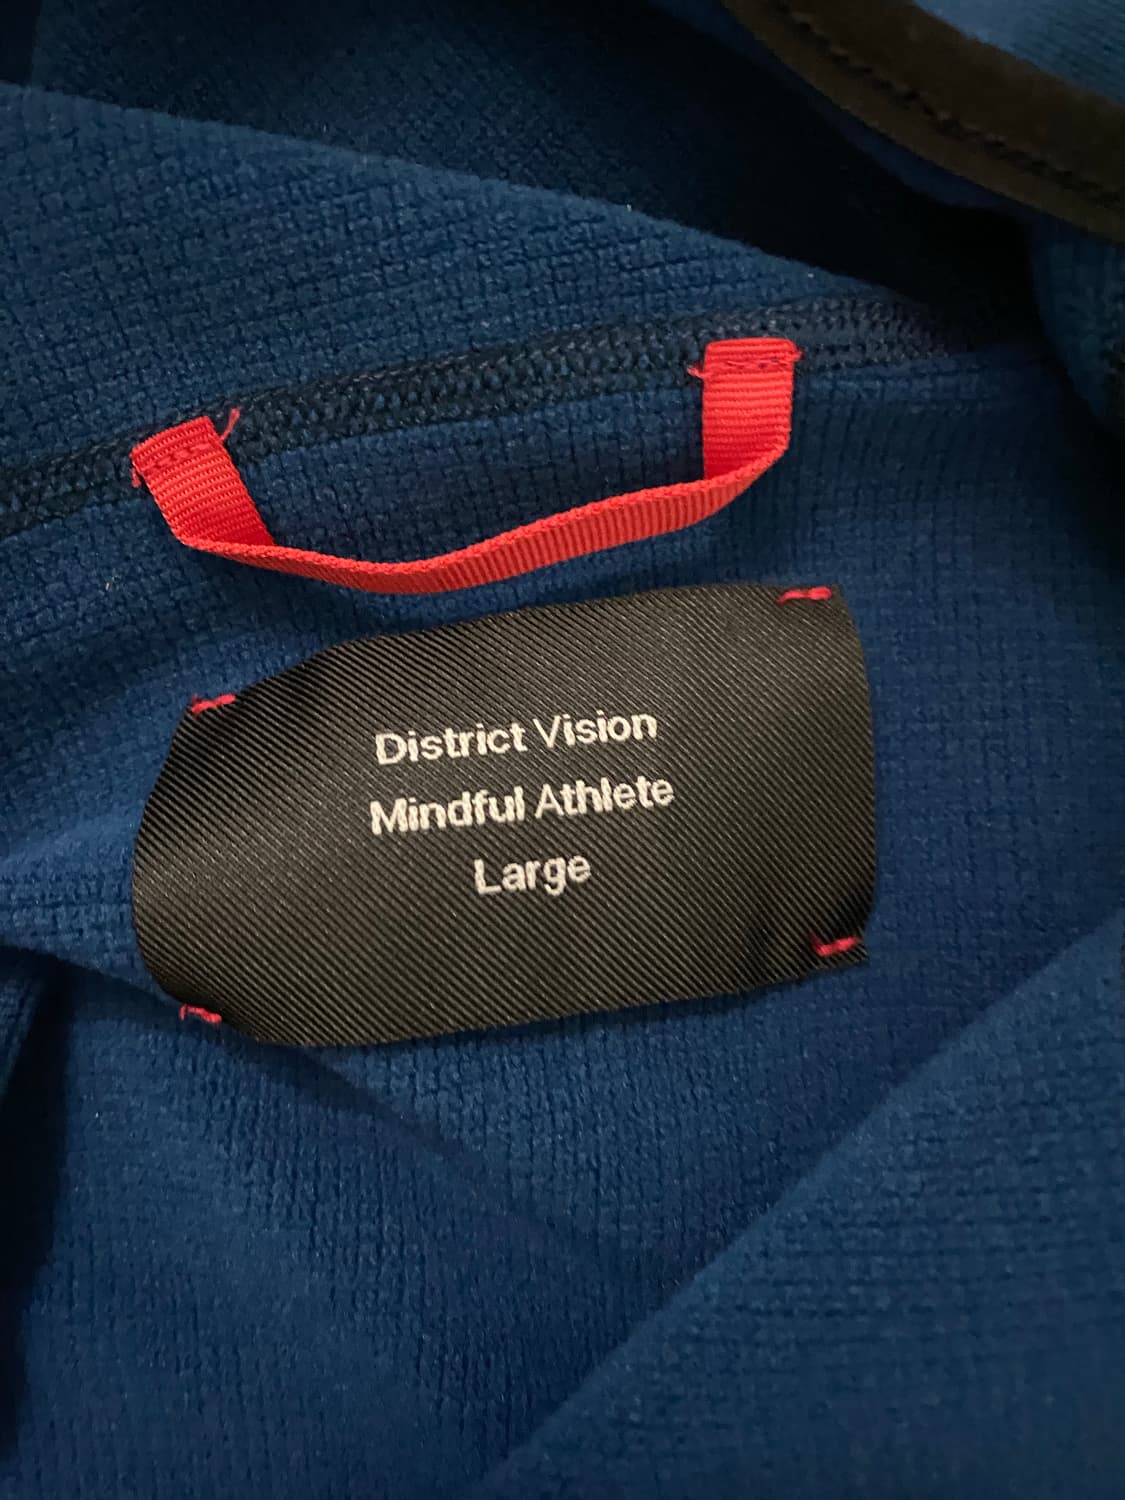 District Vision
Mindful Athlete
Large